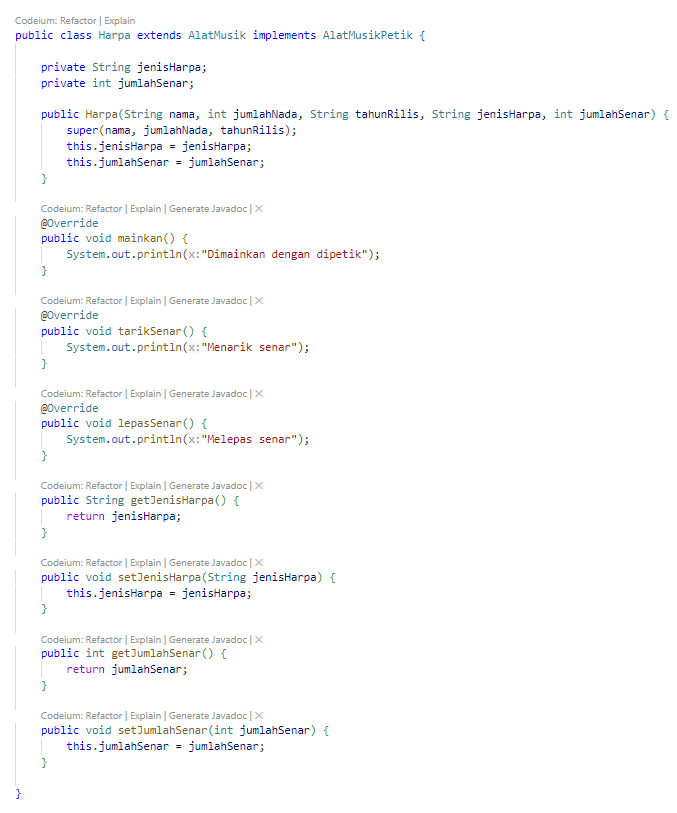 Codeium: Refactor | Explain
public class Harpa extends AlatMusik implements AlatMusikPetik {
private String jenisHarpa;
private int jumlahSenar;
public Harpa(String nama, int jumlahNada, String tahunRilis, String jenisHarpa, int jumlahSenar) {
super(nama, jumlahNada, tahunRilis);
this.jenisHarpa = jenisHarpa;
this.jumlahSenar = jumlahSenar;
}
Codeium: Refactor | Explain | Generate Javadoc | ×
@Override
public void mainkan() {
System.out.println(x:"Dimainkan dengan dipetik");
}
Codeium: Refactor | Explain | Generate Javadoc | ×
@Override
public void tarikSenar() {
System.out.println(x:"Menarik senar");
}
Codeium: Refactor | Explain | Generate Javadoc | ×
@Override
public void lepasSenar() {
System.out.println(x:"Melepas senar");
}
Codeium: Refactor | Explain | Generate Javadoc | ×
public String getJenisHarpa() {
return jenisHarpa;
}
Codeium: Refactor | Explain | Generate Javadoc | ×
public void setJenisHarpa(String jenisHarpa) {
this.jenisHarpa = jenisHarpa;
}
Codeium: Refactor | Explain | Generate Javadoc | ×
public int getJumlahSenar() {
return jumlahSenar;
}
Codeium: Refactor | Explain | Generate Javadoc | ×
public void setJumlahSenar(int jumlahSenar) {
this.jumlahSenar = jumlahSenar;
}
}